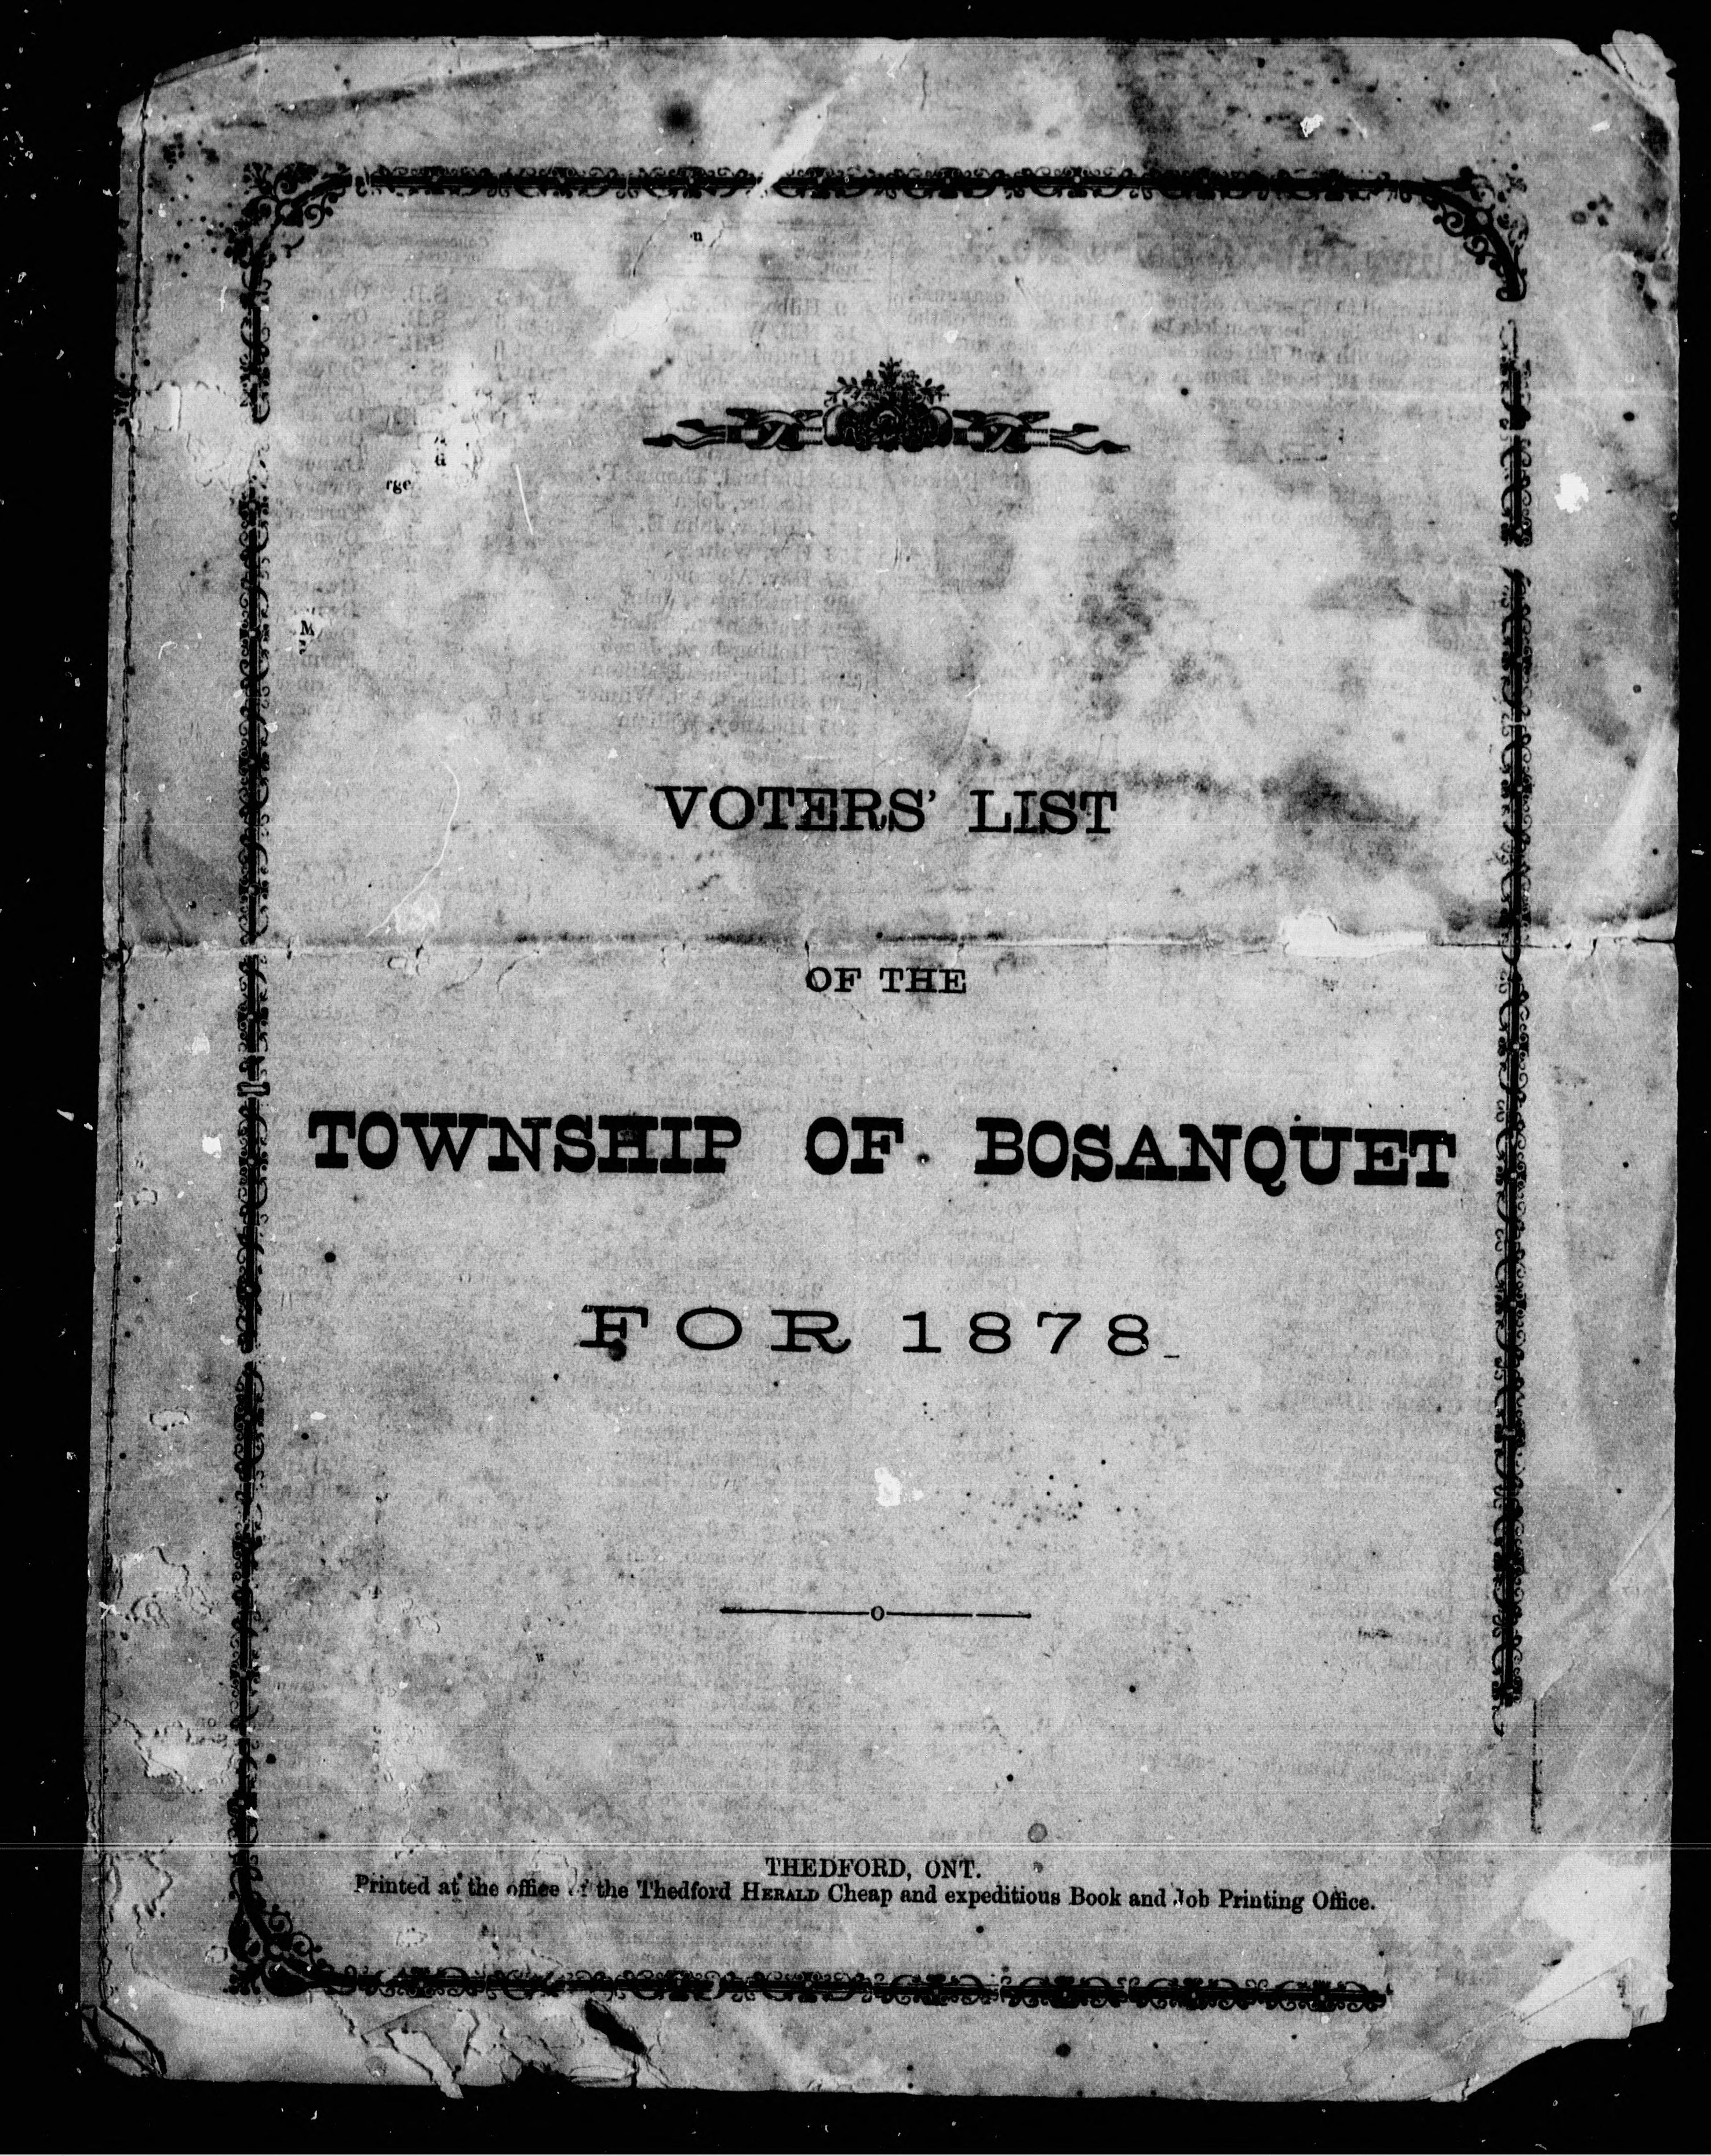 VOTERS' LIST
OF THE
TOWNSHIP OF BOSANQUET
FOR 1878.
o
THEDFORD, ONT.
Printed at the office of the Thedford HERALD Cheap and expeditious Book and Job Printing Office.